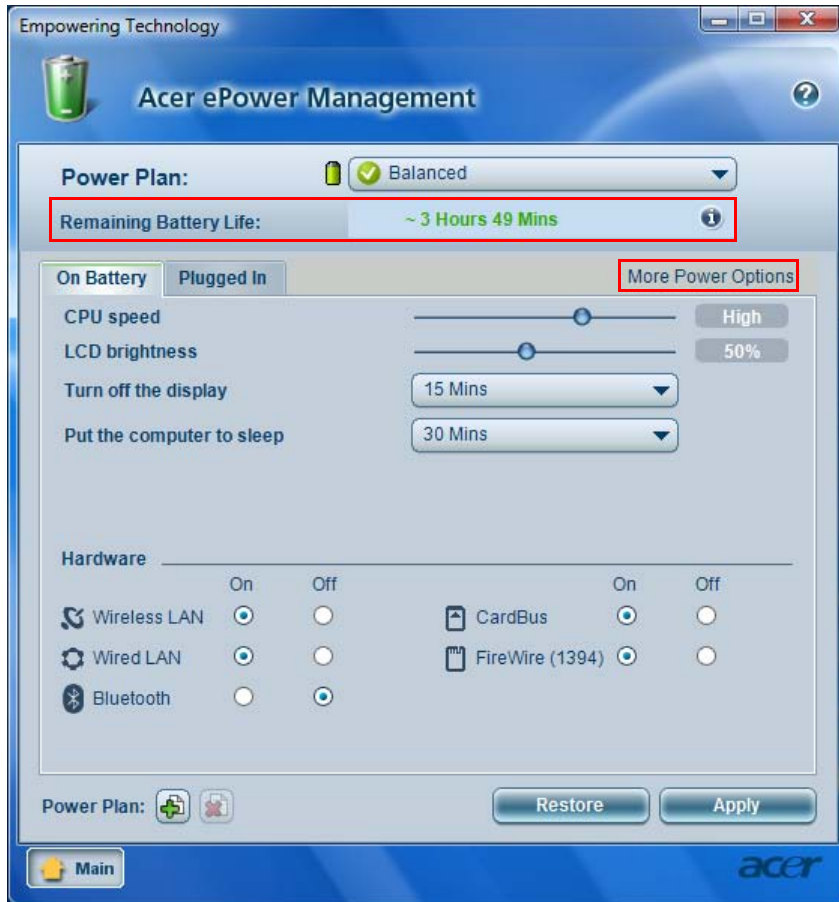 Empowering Technology
Acer ePower Management
Power Plan: Balanced
Remaining Battery Life: ~ 3 Hours 49 Mins
On Battery Plugged In More Power Options
CPU speed High
LCD brightness 50%
Turn off the display 15 Mins
Put the computer to sleep 30 Mins
Hardware
On Off On Off
Wireless LAN CardBus
Wired LAN FireWire (1394)
Bluetooth
Power Plan: Restore Apply
Main acer